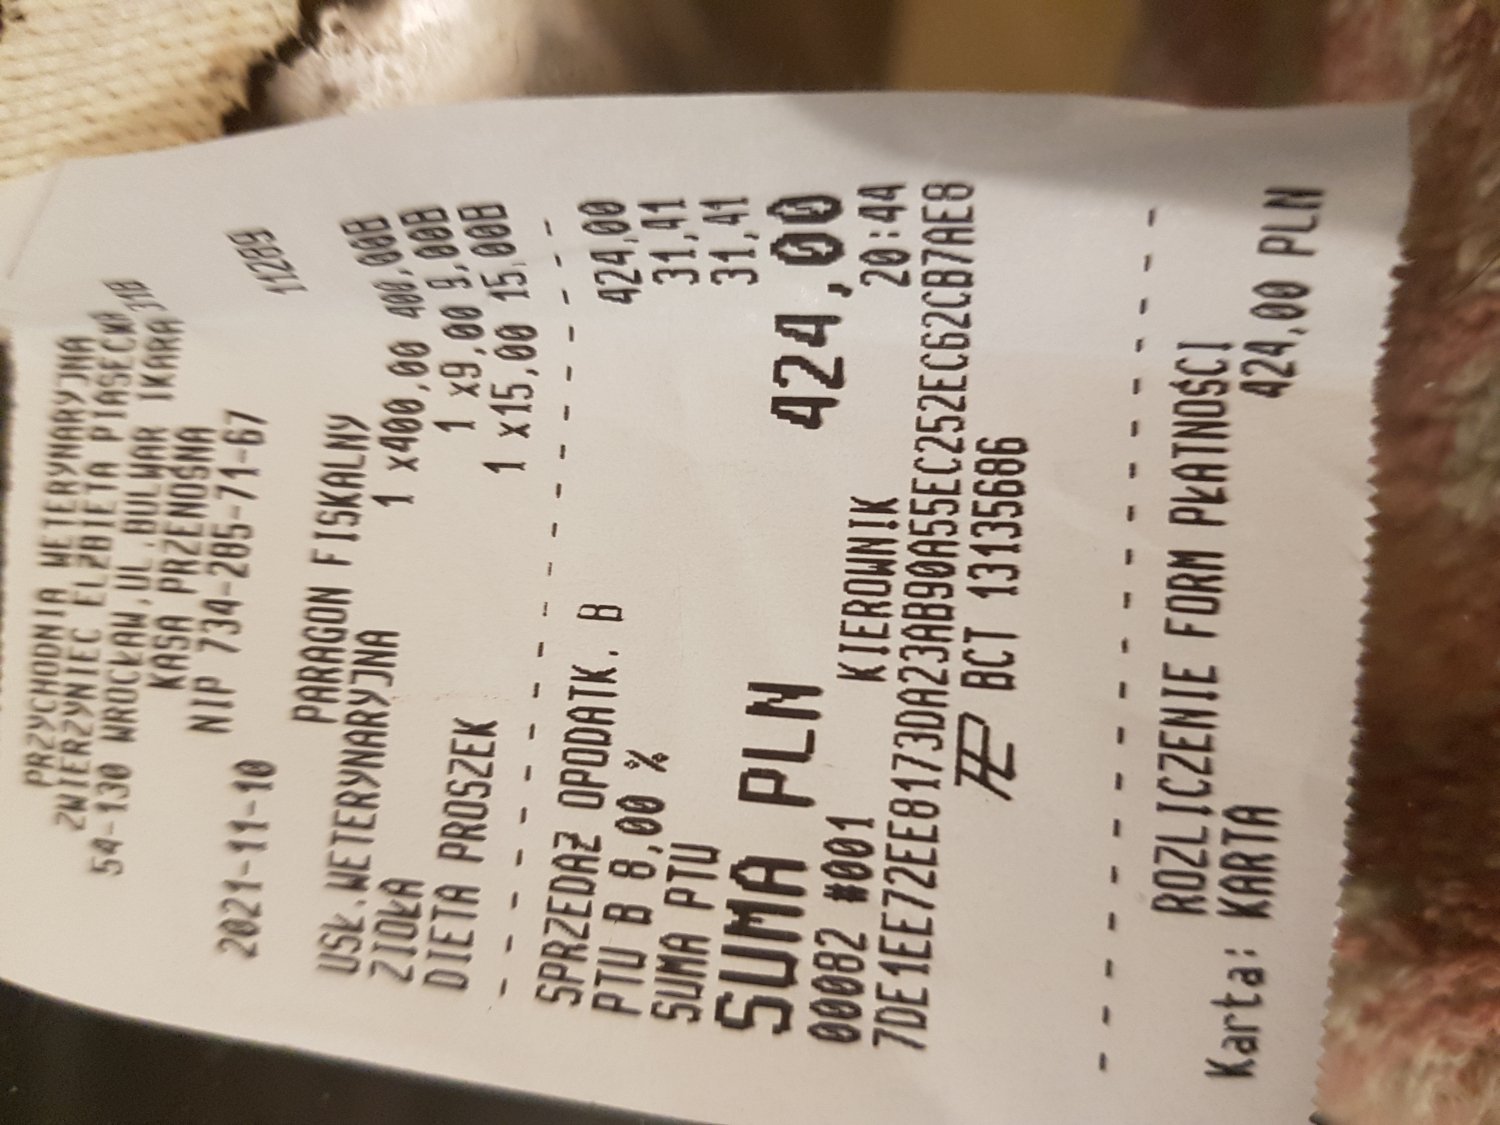 PRZYCHODNIA WETERYNARYJNA
ZWIERZYNIEC ELŻBIETA PIASECKA
54-130 WROCŁAW, UL.BULWAR IKARA 31B
KASA PRZENOŚNA
NIP 734-285-71-67
2021-11-10 11289
PARAGON FISKALNY
USŁ.WETERYNARYJNA 1 x400,00 400,00B
ZIOŁA 1 x9,00 9,00B
DIETA PROSZEK 1 x15,00 15,00B
SPRZEDAŻ OPODATK. B 424,00
PTU B 8,00 % 31,41
SUMA PTU 31,41
SUMA PLN 424,00
00082 #001 KIEROWNIK 20:44
7DE1EE72EE8173DA23AB90A55EC252EC62CB7AE8
BCT 13135686
ROZLICZENIE FORM PŁATNOŚCI
Karta: KARTA 424,00 PLN